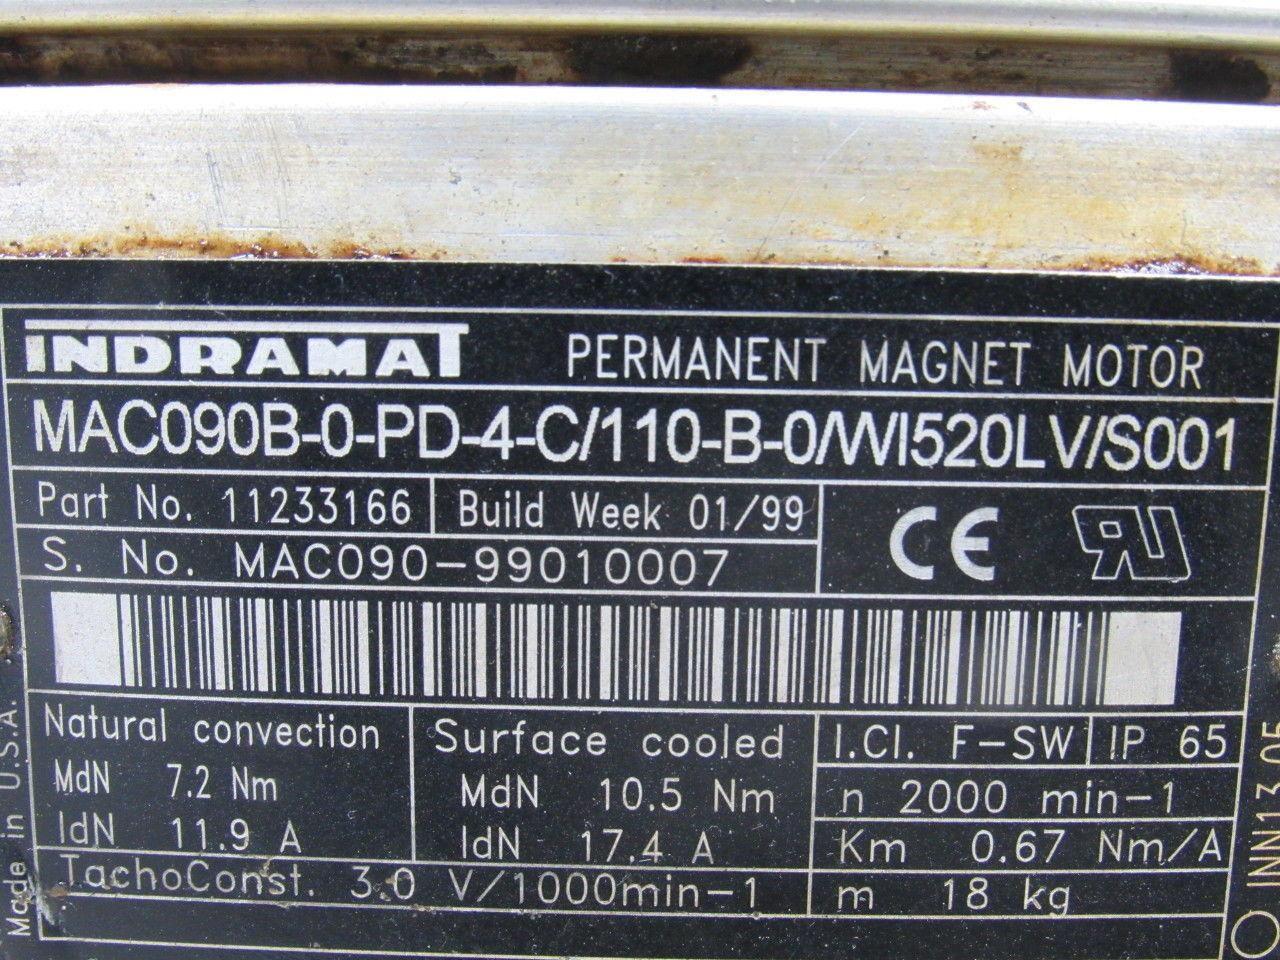 INDRAMAT PERMANENT MAGNET MOTOR
MAC090B-0-PD-4-C/110-B-0/WI520LV/S001
Part No. 11233166 Build Week 01/99
S. No. MAC090-99010007
CE RU
Natural convection Surface cooled I.Cl. F-SW IP 65
MdN 7.2 Nm MdN 10.5 Nm n 2000 min-1
IdN 11.9 A IdN 17.4 A Km 0.67 Nm/A
TachoConst. 3.0 V/1000min-1 m 18 kg
Made in U.S.A.
INN13.05